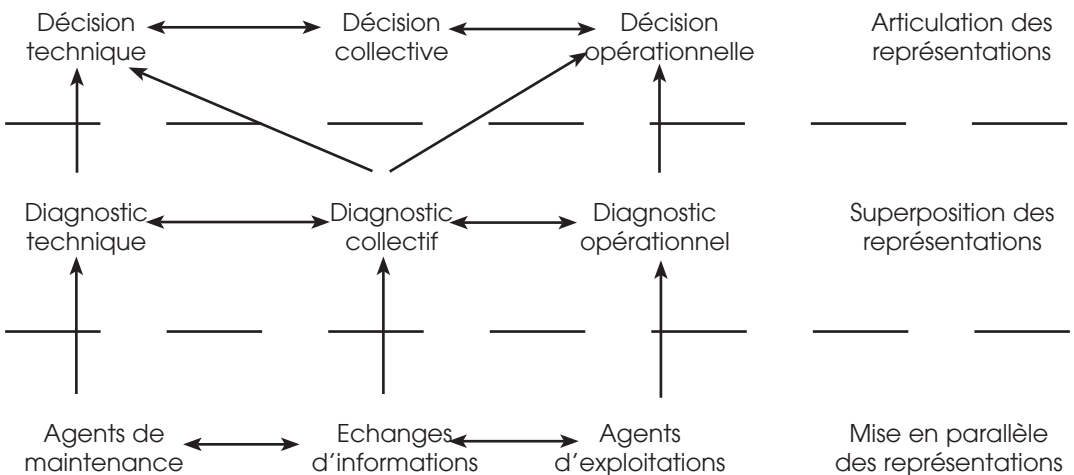 Décision
technique
Décision
collective
Décision
opérationnelle
Articulation des
représentations
Diagnostic
technique
Diagnostic
collectif
Diagnostic
opérationnel
Superposition des
représentations
Agents de
maintenance
Echanges
d'informations
Agents
d'exploitations
Mise en parallèle
des représentations